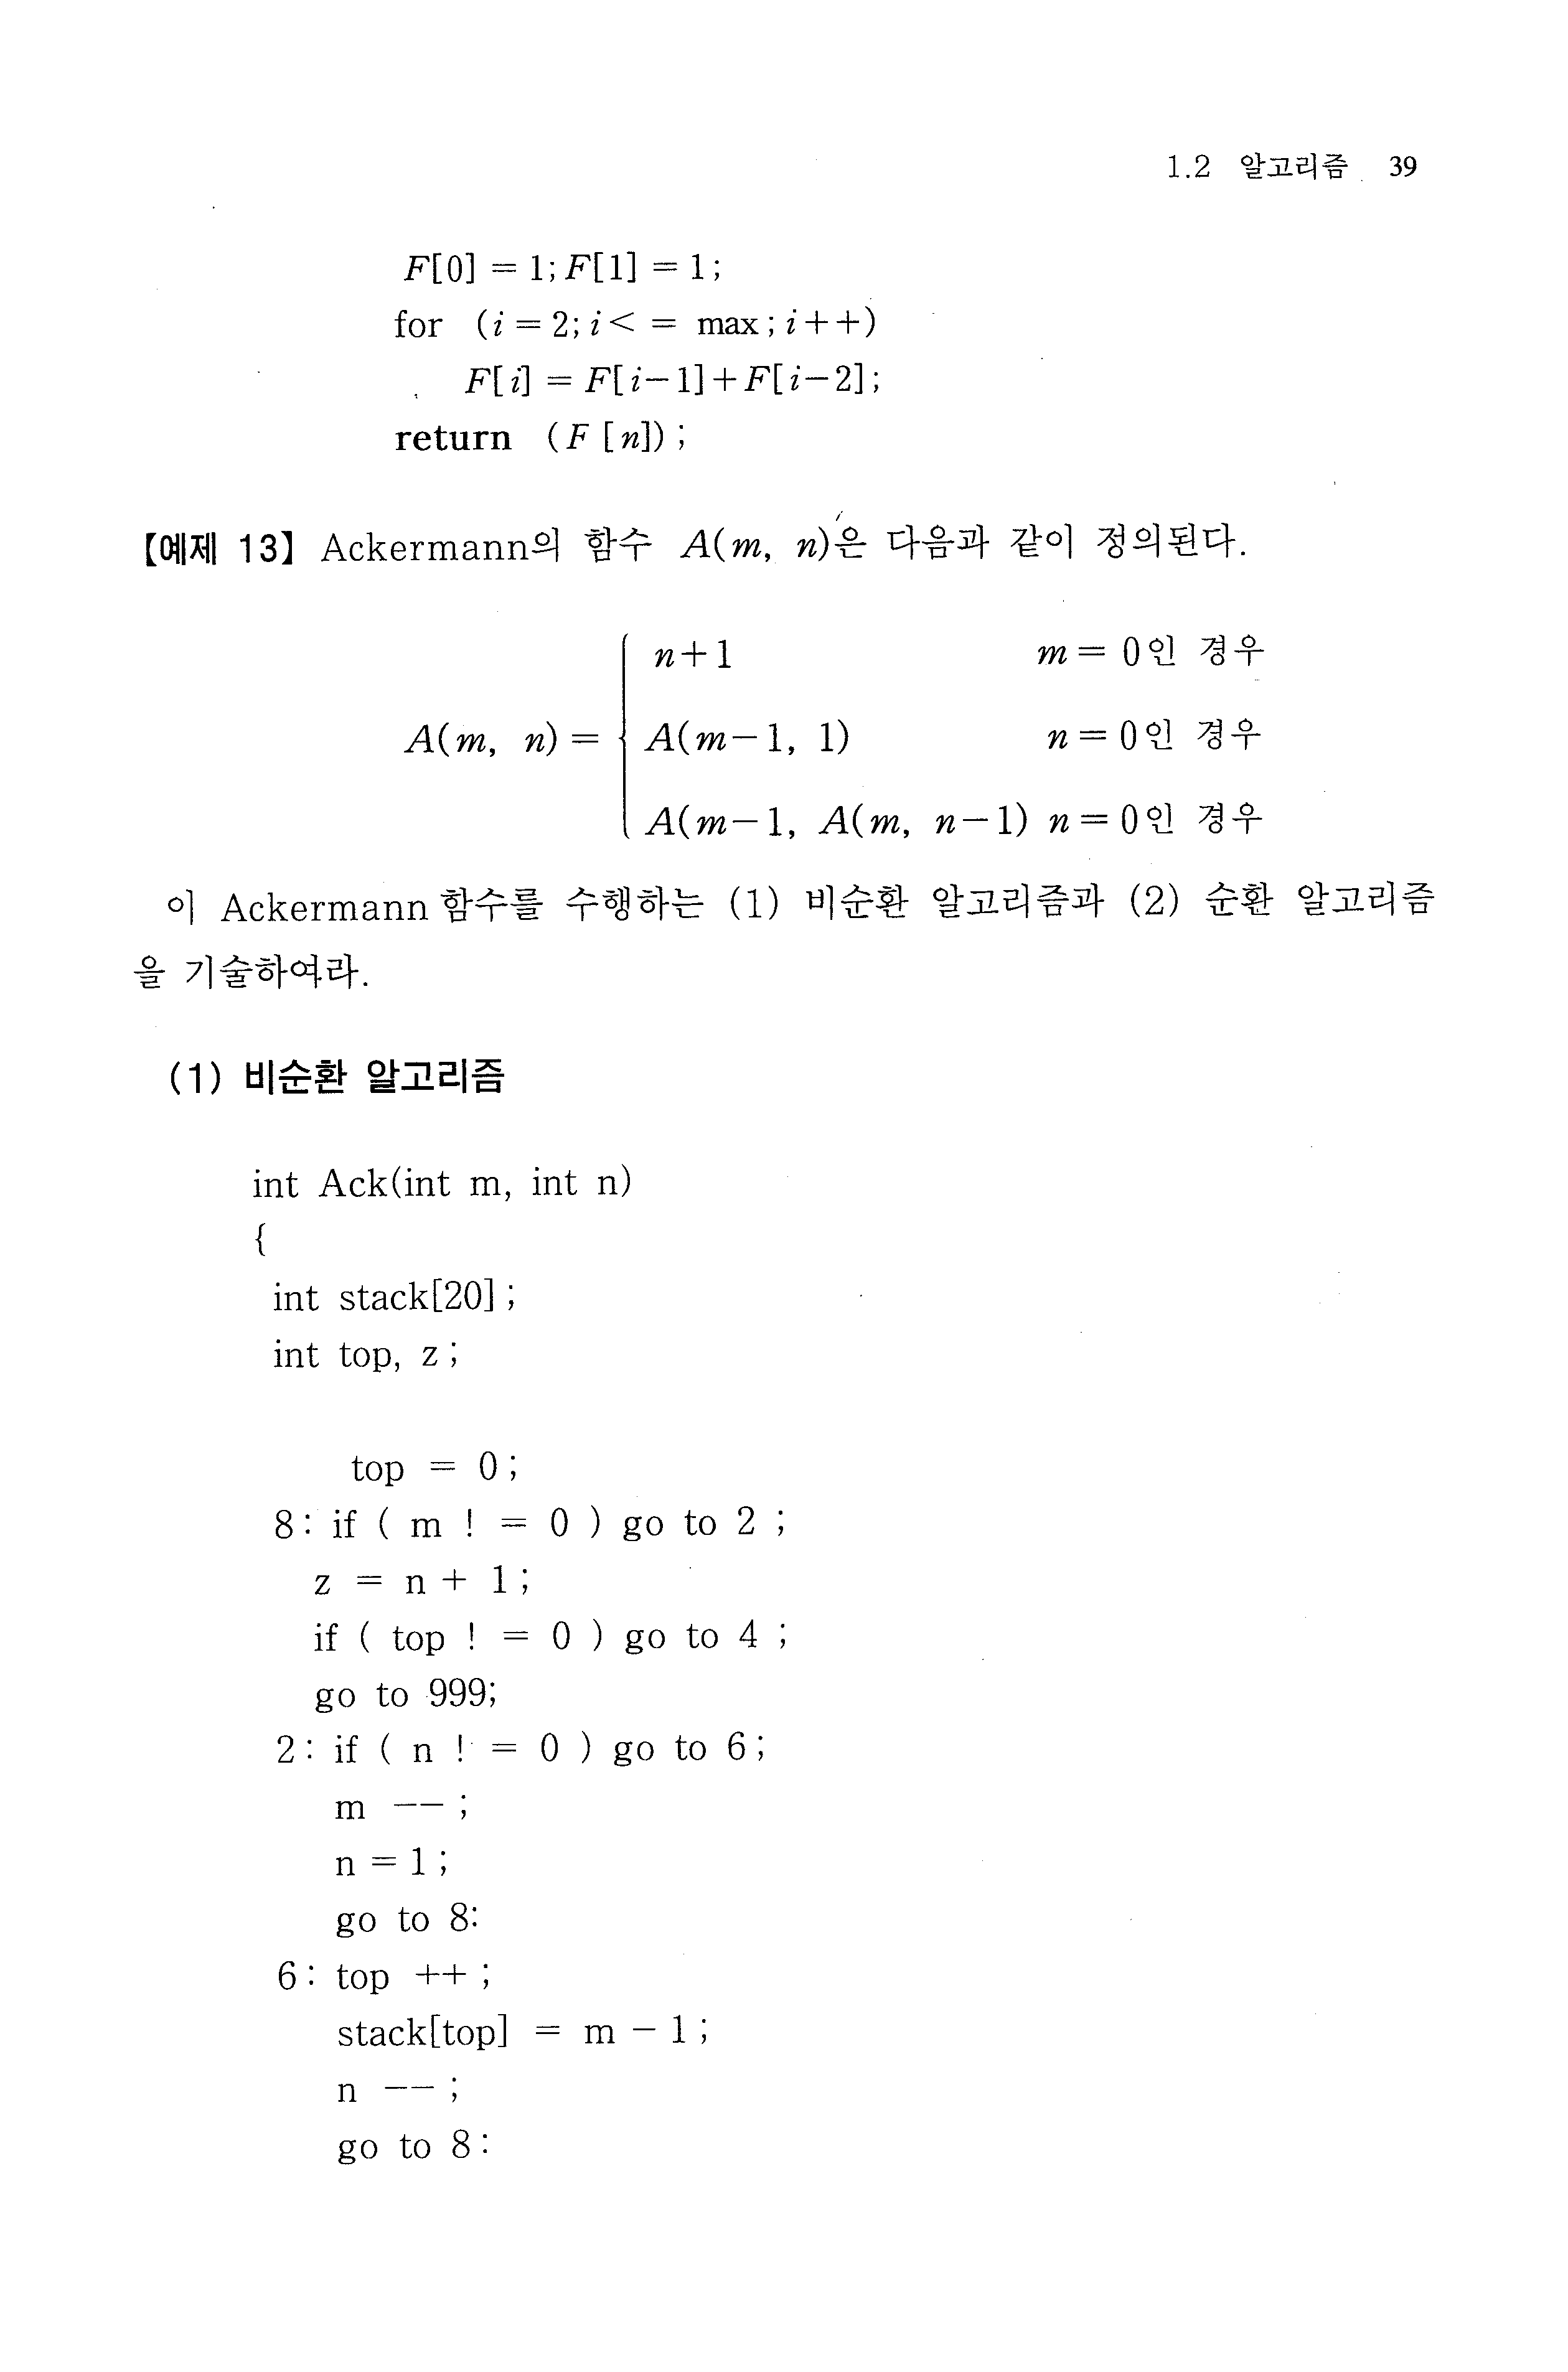 1.2 알고리즘 39
F[0] = 1; F[1] = 1;
for (i = 2; i < = max; i++)
F[i] = F[i-1]+F[i-2];
return (F [n]);
【예제 13】 Ackermann의 함수 A(m, n)은 다음과 같이 정의된다.
n+1 m = 0인 경우
A(m, n) = { A(m-1, 1) n = 0인 경우
A(m-1, A(m, n-1) n = 0인 경우
이 Ackermann 함수를 수행하는 (1) 비순환 알고리즘과 (2) 순환 알고리즘
을 기술하여라.
(1) 비순환 알고리즘
int Ack(int m, int n)
{
int stack[20];
int top, z;
top = 0;
8: if ( m ! = 0 ) go to 2 ;
z = n + 1;
if ( top ! = 0 ) go to 4 ;
go to 999;
2: if ( n ! = 0 ) go to 6;
m -- ;
n = 1 ;
go to 8:
6: top ++ ;
stack[top] = m - 1 ;
n -- ;
go to 8: